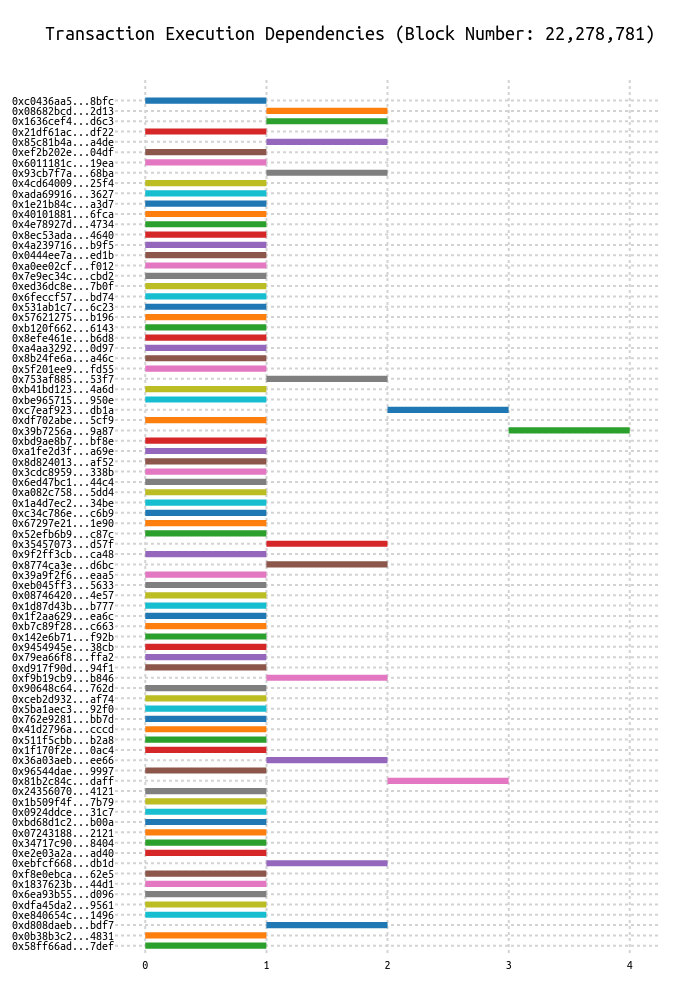 Transaction Execution Dependencies (Block Number: 22,278,781)
0xc0436aa5...8bfc
0x08682bcd...2d13
0x1636cef4...d6c3
0x21df61ac...df22
0x85c81b4a...a4de
0xef2b202e...04df
0x6011181c...19ea
0x93cb7f7a...68ba
0x4cd64009...25f4
0xada69916...3627
0x1e21b84c...a3d7
0x40101881...6fca
0x4e78927d...4734
0x8ec53ada...4640
0x4a239716...b9f5
0x0444ee7a...ed1b
0xa0ee02cf...f012
0x7e9ec34c...cbd2
0xed36dc8e...7b0f
0x6feccf57...bd74
0x531ab1c7...6c23
0x57621275...b196
0xb120f662...6143
0x8efe461e...b6d8
0xa4aa3292...0d97
0x8b24fe6a...a46c
0x5f201ee9...fd55
0x753af885...53f7
0xb41bd123...4a6d
0xbe965715...950e
0xc7eaf923...db1a
0xdf702abe...5cf9
0x39b7256a...9a87
0xbd9ae8b7...bf8e
0xa1fe2d3f...a69e
0x8d824013...af52
0x3cdc8959...338b
0x6ed47bc1...44c4
0xa082c758...5dd4
0x1a4d7ec2...34be
0xc34c786e...c6b9
0x67297e21...1e90
0x52efb6b9...c87c
0x35457073...d57f
0x9f2ff3cb...ca48
0x8774ca3e...d6bc
0x39a9f2f6...eaa5
0xeb045ff3...5633
0x08746420...4e57
0x1d87d43b...b777
0x1f2aa629...ea6c
0xb7c89f28...c663
0x142e6b71...f92b
0x9454945e...38cb
0x79ea66f8...ffa2
0xd917f90d...94f1
0xf9b19cb9...b846
0x90648c64...762d
0xceb2d932...af74
0x5ba1aec3...92f0
0x762e9281...bb7d
0x41d2796a...cccd
0x511f5cbb...b2a8
0x1f170f2e...0ac4
0x36a03aeb...ee66
0x96544dae...9997
0x81b2c84c...daff
0x24356070...4121
0x1b509f4f...7b79
0x0924ddce...31c7
0xbd68d1c2...b00a
0x07243188...2121
0x34717c90...8404
0xe2e03a2a...ad40
0xebfcf668...db1d
0xf8e0ebca...62e5
0x1837623b...44d1
0x6ea93b55...d096
0xdfa45da2...9561
0xe840654c...1496
0xd808daeb...bdf7
0x0b38b3c2...4831
0x58ff66ad...7def
0 1 2 3 4